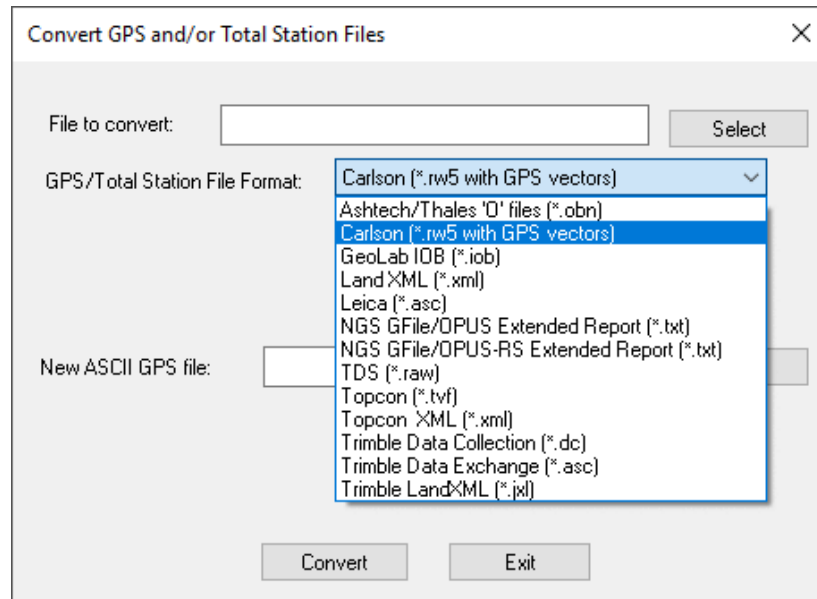 Convert GPS and/or Total Station Files
File to convert:
Select
GPS/Total Station File Format:
Carlson (*.rw5 with GPS vectors)
Ashtech/Thales 'O' files (*.obn)
Carlson (*.rw5 with GPS vectors)
GeoLab IOB (*.iob)
Land XML (*.xml)
Leica (*.asc)
NGS GFile/OPUS Extended Report (*.txt)
NGS GFile/OPUS-RS Extended Report (*.txt)
TDS (*.raw)
Topcon (*.tvf)
Topcon XML (*.xml)
Trimble Data Collection (*.dc)
Trimble Data Exchange (*.asc)
Trimble LandXML (*.jxl)
New ASCII GPS file:
Convert
Exit